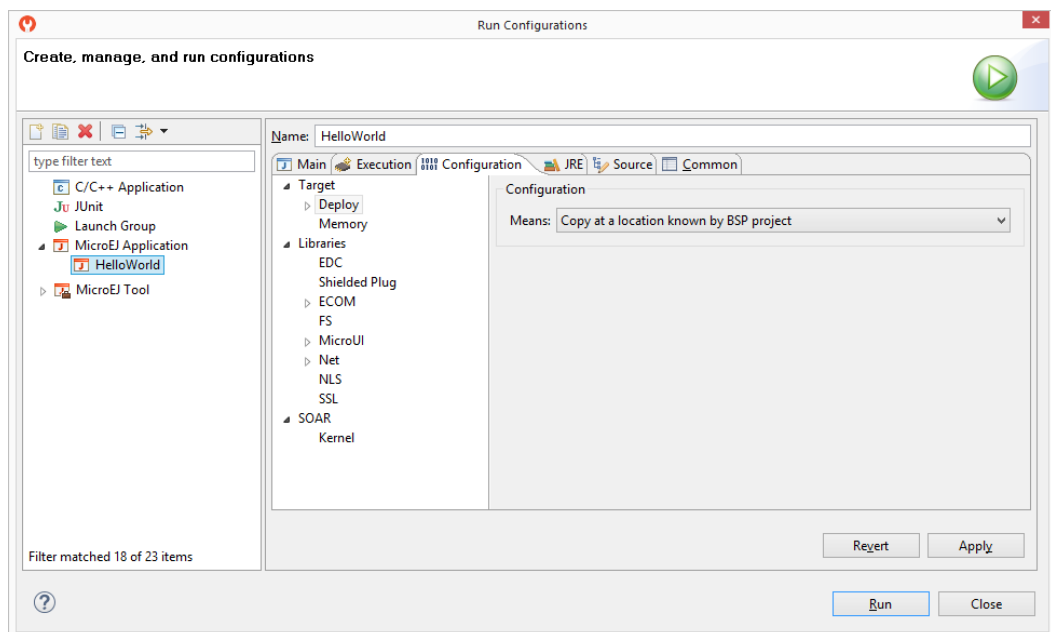 Run Configurations
Create, manage, and run configurations
type filter text
C/C++ Application
JUnit
Launch Group
MicroEJ Application
HelloWorld
MicroEJ Tool
Filter matched 18 of 23 items
Name: HelloWorld
Main Execution Configuration JRE Source Common
Target
Deploy
Memory
Libraries
EDC
Shielded Plug
ECOM
FS
MicroUI
Net
NLS
SSL
SOAR
Kernel
Configuration
Means: Copy at a location known by BSP project
Revert Apply
Run Close